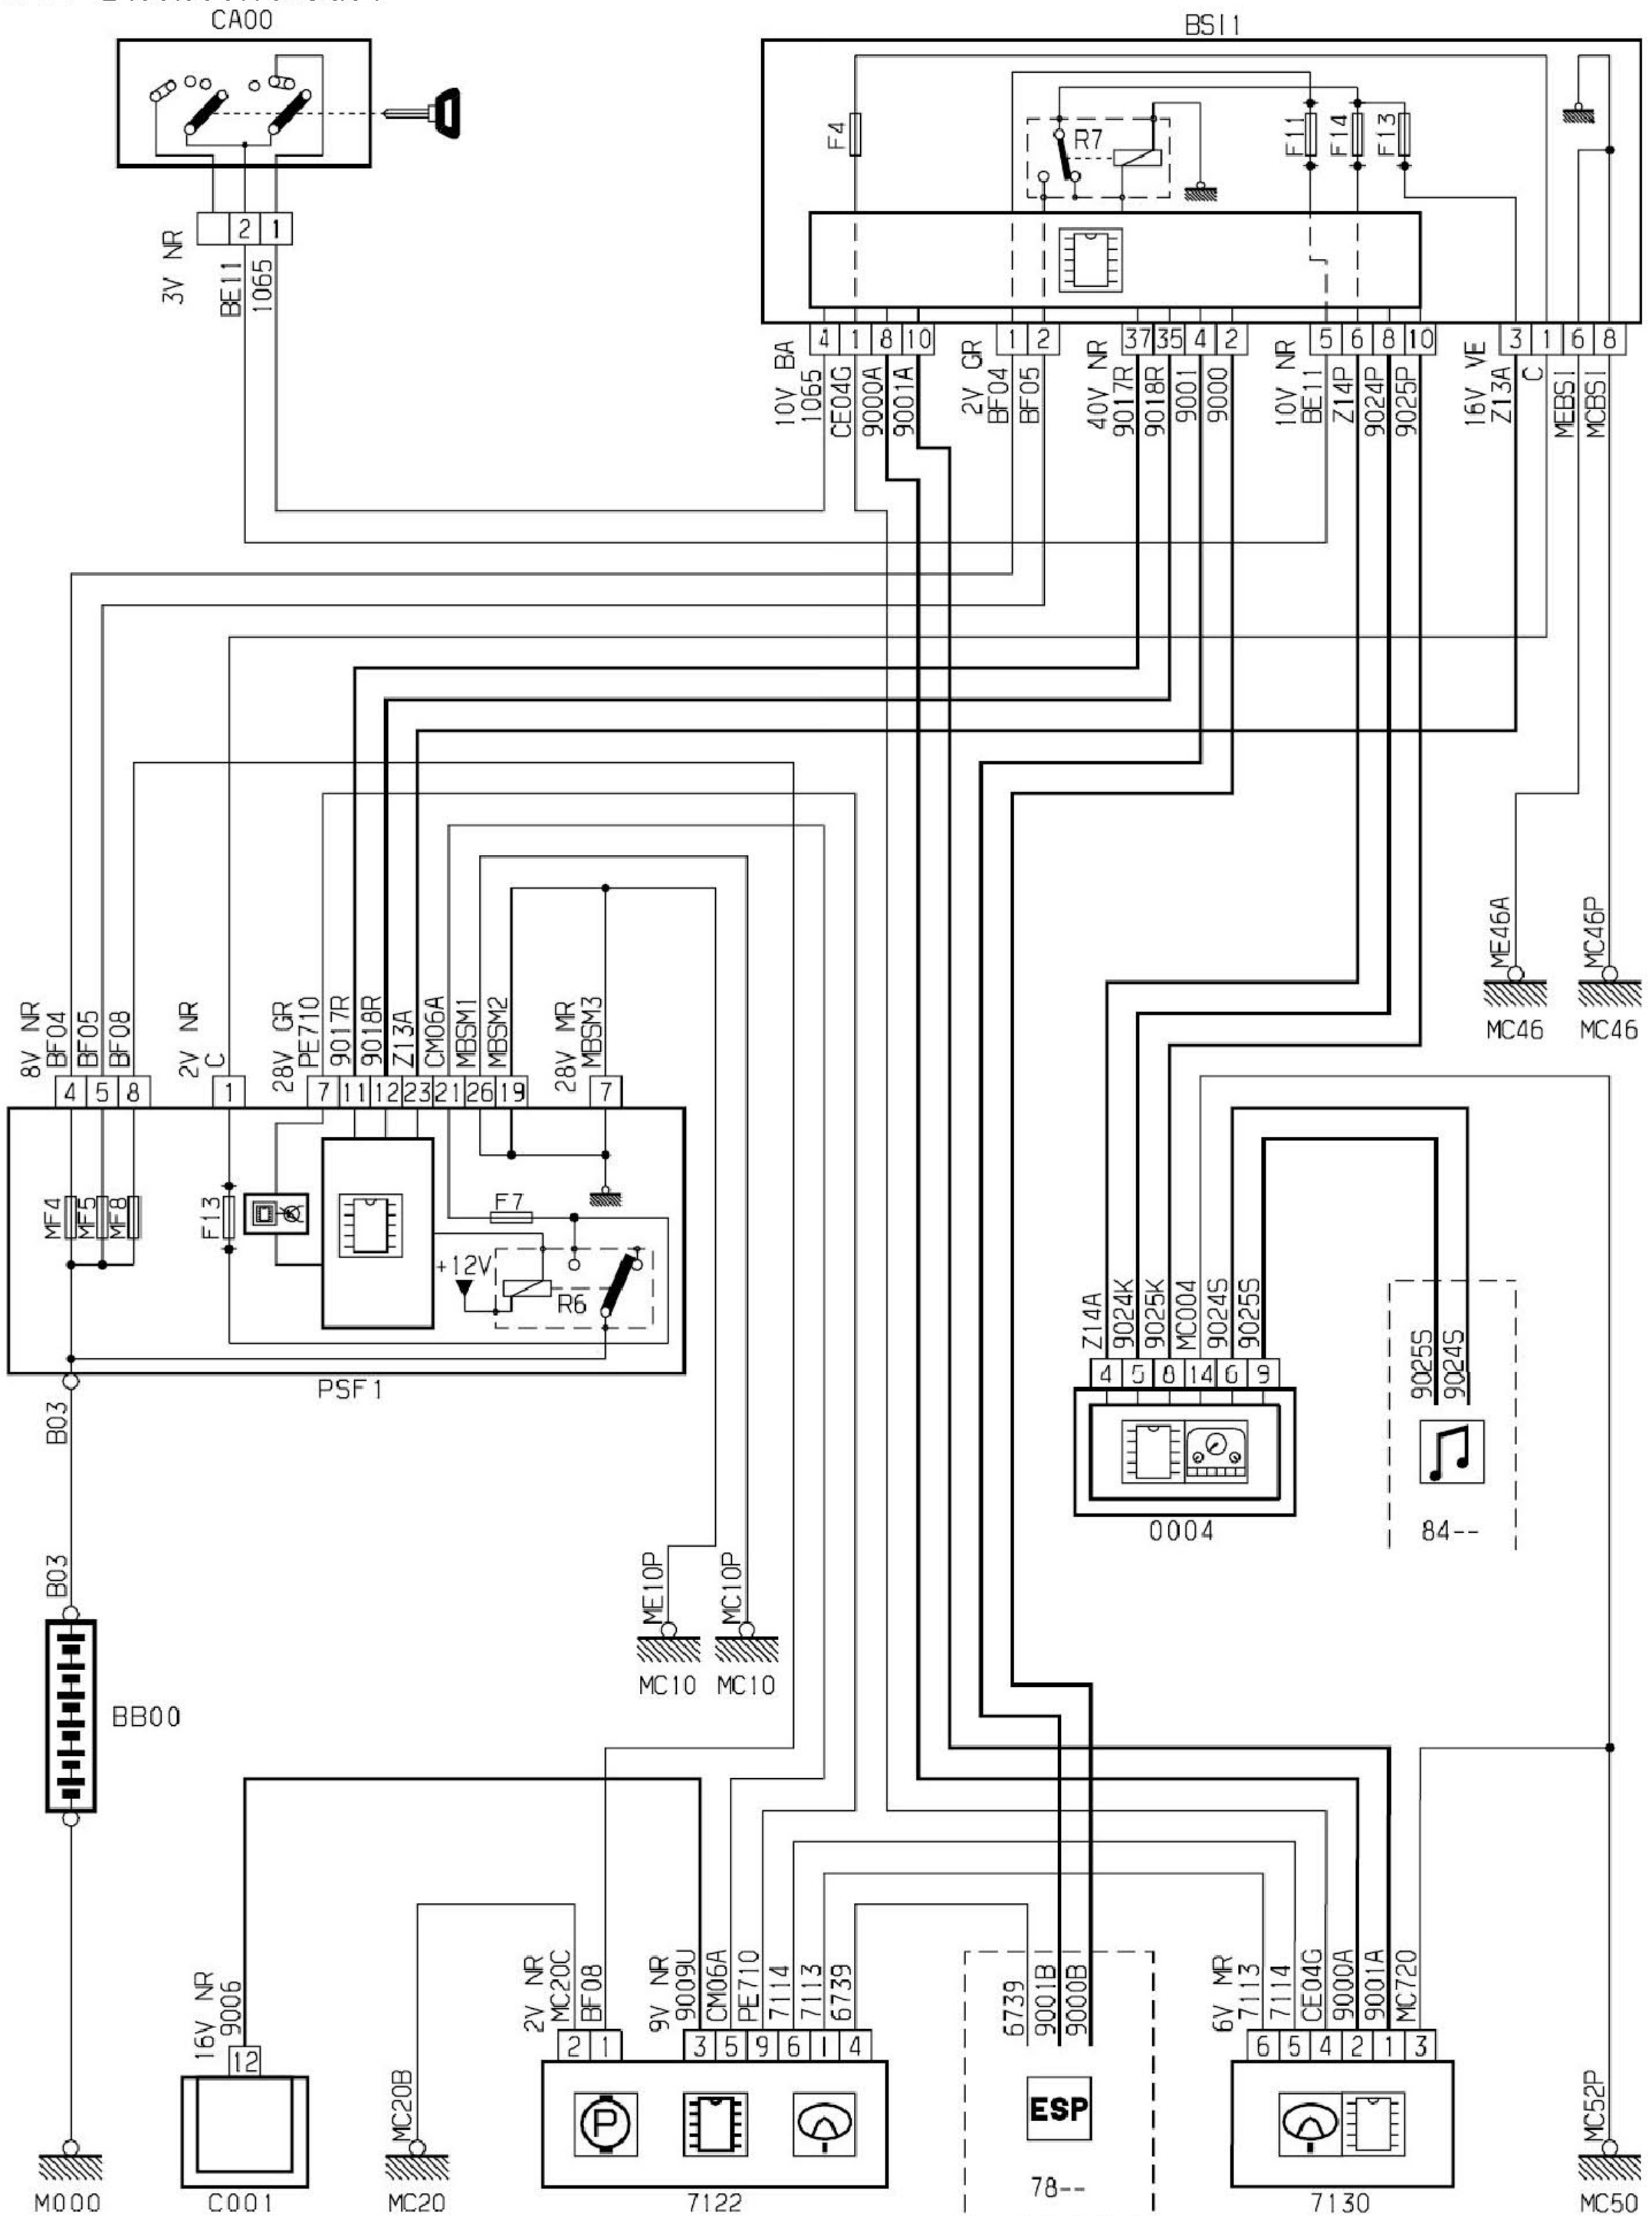 CA00
BSI1
F4
R7
F11
F14
F13
2 1
3V NR
BE11
1065
4 1 8 10
1 2
37 35 4 2
5 6 8 10
3 1 6 8
10V BA
1065
CE04G
9000A
9001A
2V GR
BF04
BF05
40V NR
9017R
9018R
9001
9000
10V NR
BE11
Z14P
9024P
9025P
16V VE
Z13A
C
MEBSI
MCBSI
ME46A
MC46P
MC46
MC46
8V NR
BF04
BF05
BF08
2V NR
C
28V GR
PE710
9017R
9018R
Z13A
CM06A
MBSM1
MBSM2
28V MR
MBSM3
4 5 8
1
7 11 12 23 21 26 19
7
MF4
MF5
MF8
F13
F7
+12V
R6
PSF1
B03
B03
BB00
Z14A
9024K
9025K
MC004
9024S
9025S
4 5 8 14 6 9
0004
9025S
9024S
84--
ME10P
MC10P
MC10
MC10
16V NR
9006
12
MC20B
2V NR
MC20C
BF08
2 1
9V NR
9009U
CM06A
PE710
7114
7113
6739
3 5 9 6 1 4
P
6739
9001B
9000B
ESP
78--
6V MR
7113
7114
CE04G
9000A
9001A
MC720
6 5 4 2 1 3
MC52P
M000
C001
MC20
7122
7130
MC50